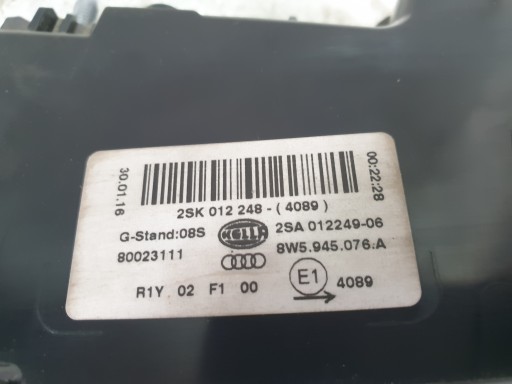 30.01.16
00:22:28
2SK 012 248-(4089)
G-Stand:08S HELLA 2SA 012249-06
80023111 8W5.945.076.A
R1Y 02 F1 00 E1 4089